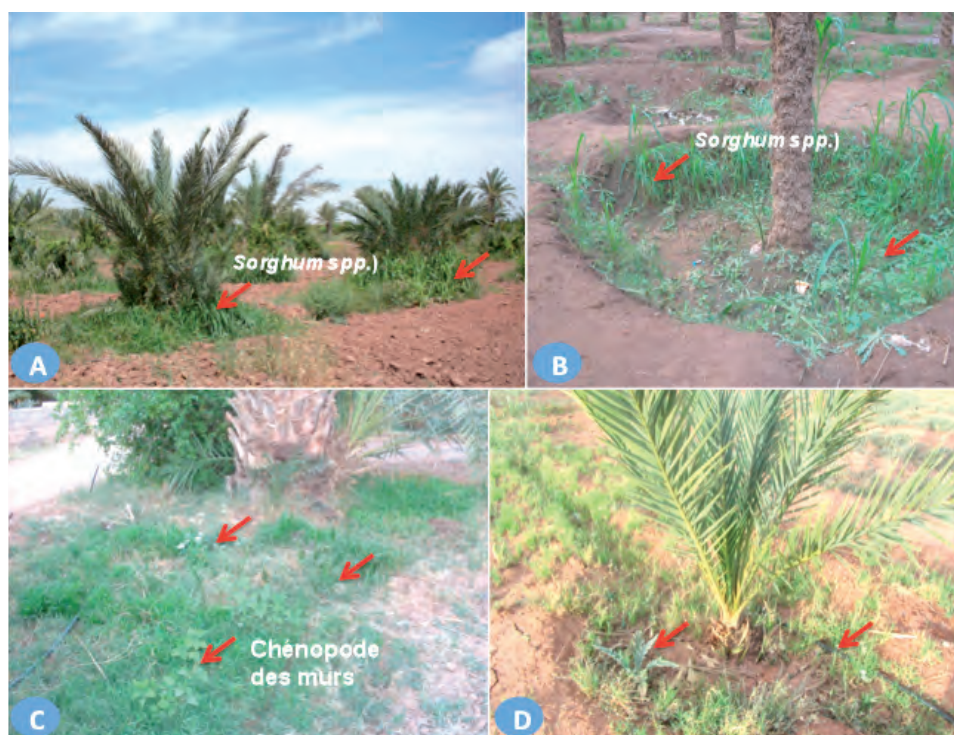 Sorghum spp.)
A
Sorghum spp.)
B
Chénopode
des murs
C
D